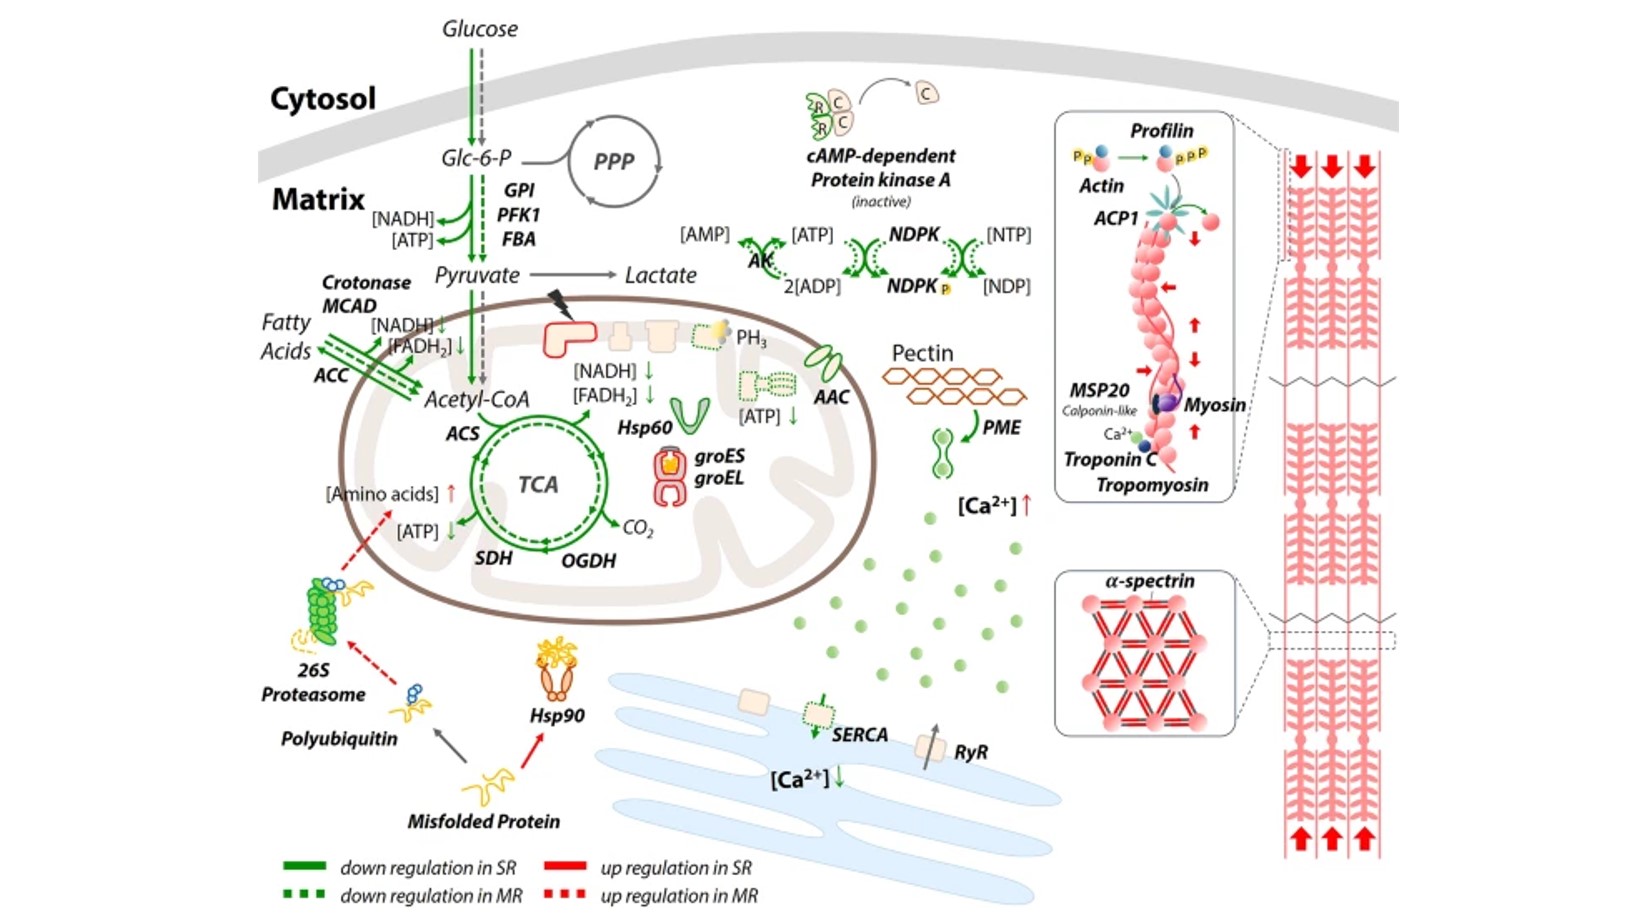 Glucose
Cytosol
Glc-6-P
PPP
Matrix
GPI
PFK1
FBA
[NADH]
[ATP]
Pyruvate
Lactate
R
C
R
C
C
cAMP-dependent
Protein kinase A
(inactive)
[AMP]
[ATP]
NDPK
[NTP]
AK
2[ADP]
NDPK P
[NDP]
Crotonase
MCAD
[NADH] ↓
[FADH₂] ↓
Fatty
Acids
ACC
Acetyl-CoA
ACS
PH₃
[NADH] ↓
[FADH₂] ↓
Hsp60
groES
groEL
[ATP] ↓
AAC
TCA
[Amino acids] ↑
[ATP] ↓
CO₂
SDH
OGDH
Pectin
PME
[Ca²⁺] ↑
26S
Proteasome
Polyubiquitin
Hsp90
Misfolded Protein
SERCA
RyR
[Ca²⁺] ↓
Profilin
P P
P P P
Actin
ACP1
MSP20
Calponin-like
Myosin
Ca²⁺
Troponin C
Tropomyosin
α-spectrin
down regulation in SR
up regulation in SR
down regulation in MR
up regulation in MR